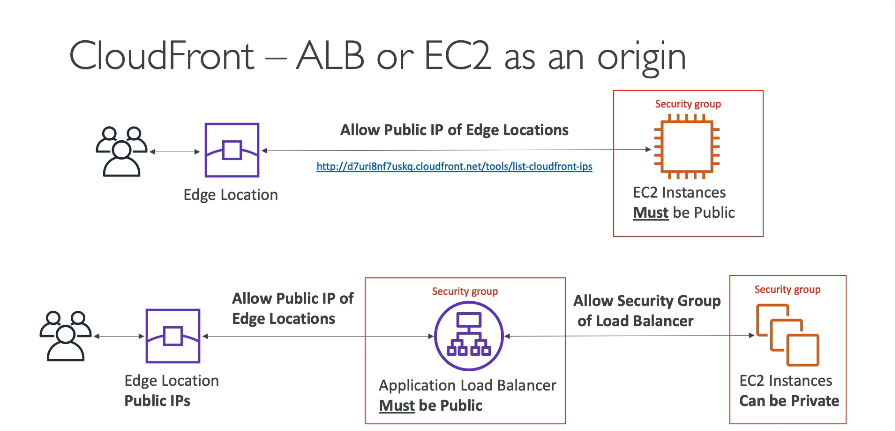 CloudFront – ALB or EC2 as an origin
Security group
Allow Public IP of Edge Locations
http://d7uri8nf7uskq.cloudfront.net/tools/list-cloudfront-ips
Edge Location
EC2 Instances
Must be Public
Security group
Allow Public IP of
Edge Locations
Security group
Allow Security Group
of Load Balancer
Edge Location
Public IPs
Application Load Balancer
Must be Public
EC2 Instances
Can be Private